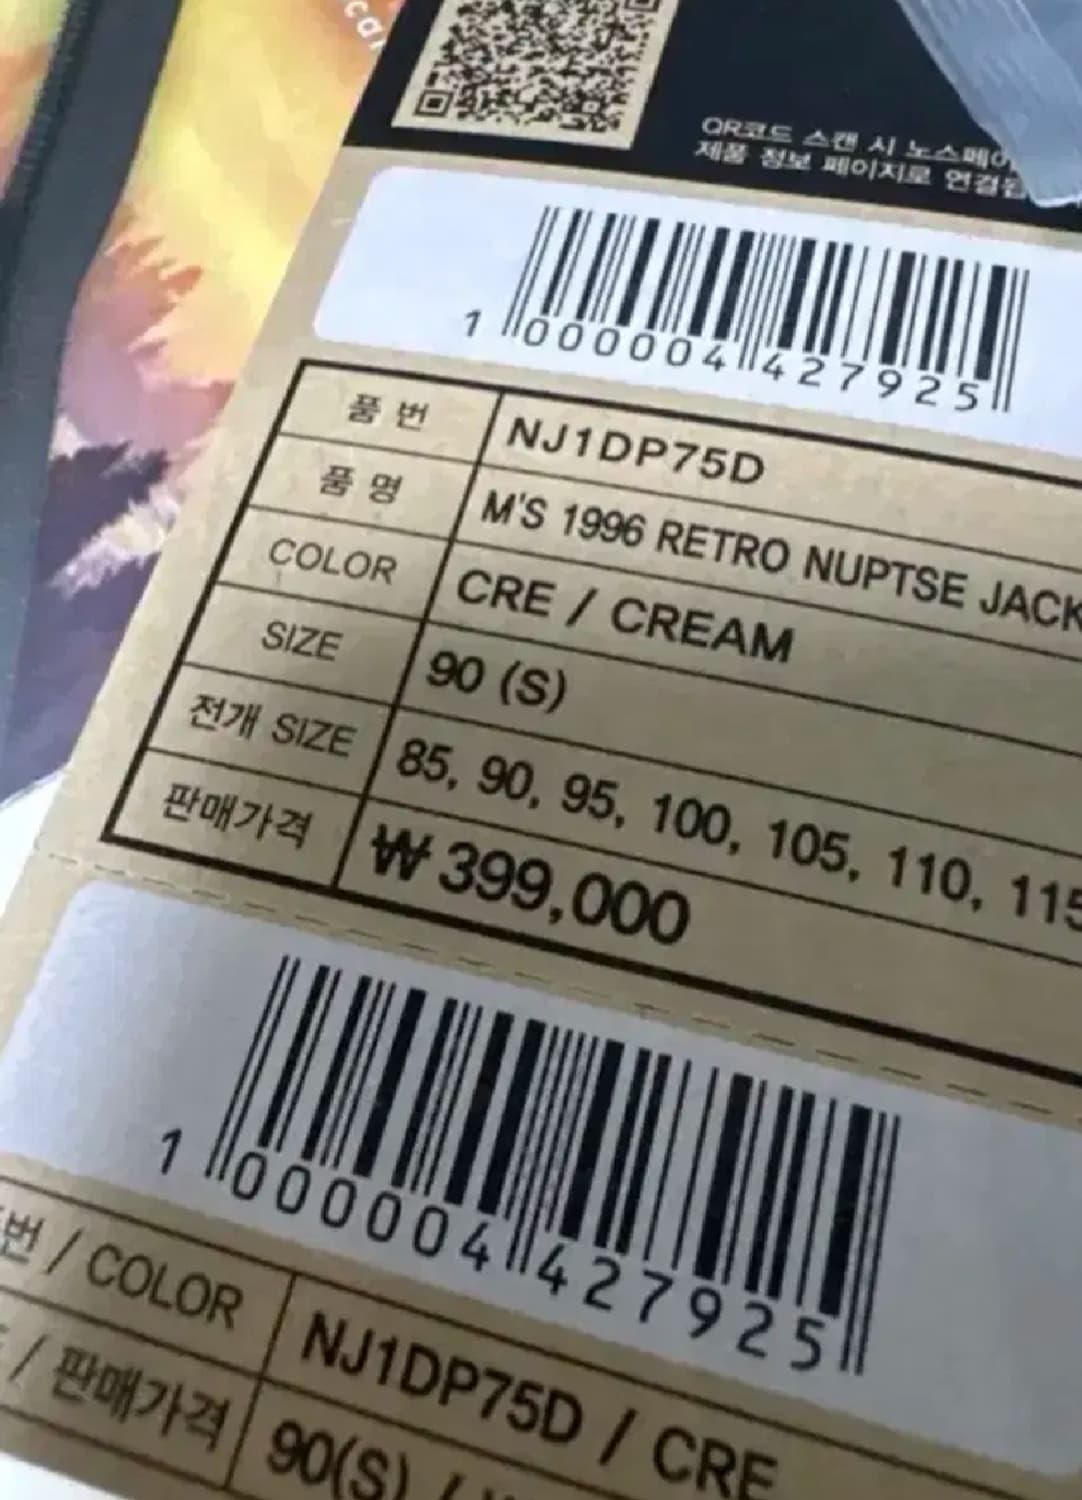 car
QR코드 스캔 시 노스페이
제품 정보 페이지로 연결
1 000004 427925
품 번 NJ1DP75D
품 명 M'S 1996 RETRO NUPTSE JACK
COLOR CRE / CREAM
SIZE 90 (S)
전개 SIZE 85, 90, 95, 100, 105, 110, 115
판매가격 ₩ 399,000
1 000004 427925
번 / COLOR NJ1DP75D / CRE
/ 판매가격 90(S) /